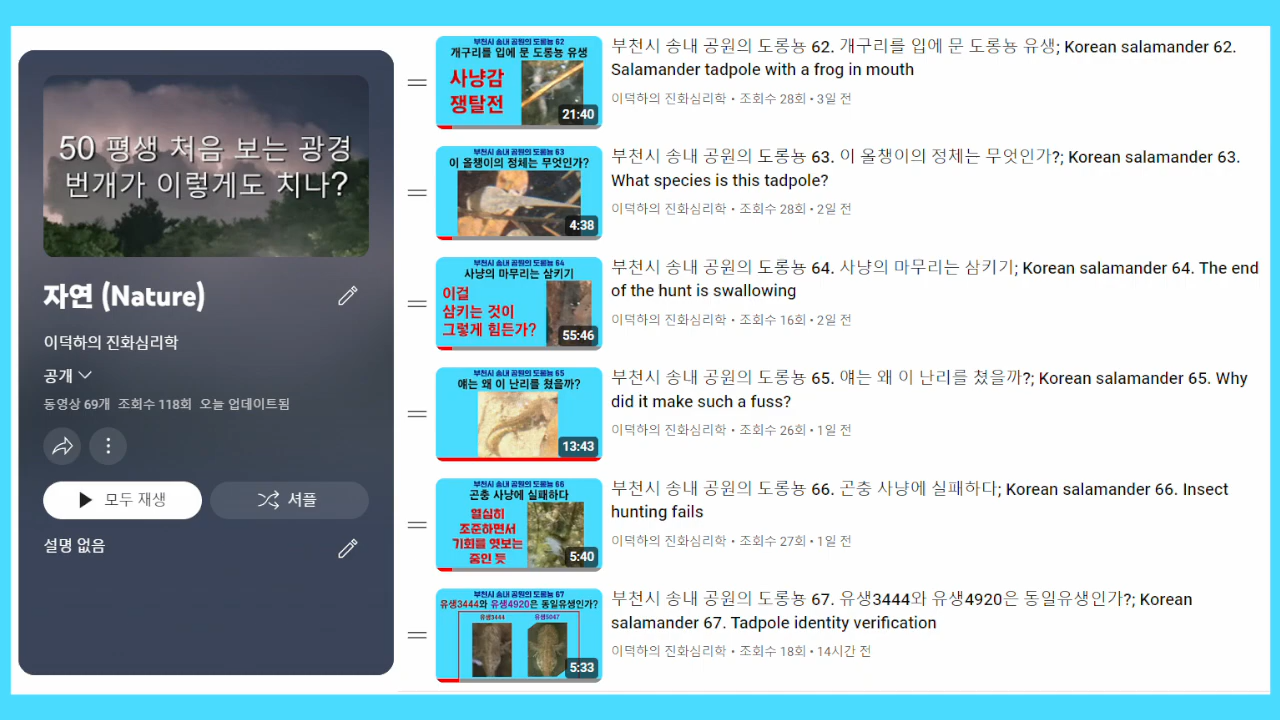 50 평생 처음 보는 광경
번개가 이렇게도 치나?
자연 (Nature)
이덕하의 진화심리학
공개
동영상 69개 조회수 118회 오늘 업데이트됨
모두 재생
셔플
설명 없음
부천시 송내 공원의 도롱뇽 62
개구리를 입에 문 도롱뇽 유생
사냥감
쟁탈전
21:40
부천시 송내 공원의 도롱뇽 62. 개구리를 입에 문 도롱뇽 유생; Korean salamander 62.
Salamander tadpole with a frog in mouth
이덕하의 진화심리학 • 조회수 28회 • 3일 전
부천시 송내 공원의 도롱뇽 63
이 올챙이의 정체는 무엇인가?
4:38
부천시 송내 공원의 도롱뇽 63. 이 올챙이의 정체는 무엇인가?; Korean salamander 63.
What species is this tadpole?
이덕하의 진화심리학 • 조회수 28회 • 2일 전
부천시 송내 공원의 도롱뇽 64
사냥의 마무리는 삼키기
이걸
삼키는 것이
그렇게 힘든가?
55:46
부천시 송내 공원의 도롱뇽 64. 사냥의 마무리는 삼키기; Korean salamander 64. The end
of the hunt is swallowing
이덕하의 진화심리학 • 조회수 16회 • 2일 전
부천시 송내 공원의 도롱뇽 65
얘는 왜 이 난리를 쳤을까?
13:43
부천시 송내 공원의 도롱뇽 65. 얘는 왜 이 난리를 쳤을까?; Korean salamander 65. Why
did it make such a fuss?
이덕하의 진화심리학 • 조회수 26회 • 1일 전
부천시 송내 공원의 도롱뇽 66
곤충 사냥에 실패하다
열심히
조준하면서
기회를 엿보는
중인 듯
5:40
부천시 송내 공원의 도롱뇽 66. 곤충 사냥에 실패하다; Korean salamander 66. Insect
hunting fails
이덕하의 진화심리학 • 조회수 27회 • 1일 전
부천시 송내 공원의 도롱뇽 67
유생3444와 유생4920은 동일유생인가?
유생3444 유생5047
5:33
부천시 송내 공원의 도롱뇽 67. 유생3444와 유생4920은 동일유생인가?; Korean
salamander 67. Tadpole identity verification
이덕하의 진화심리학 • 조회수 18회 • 14시간 전